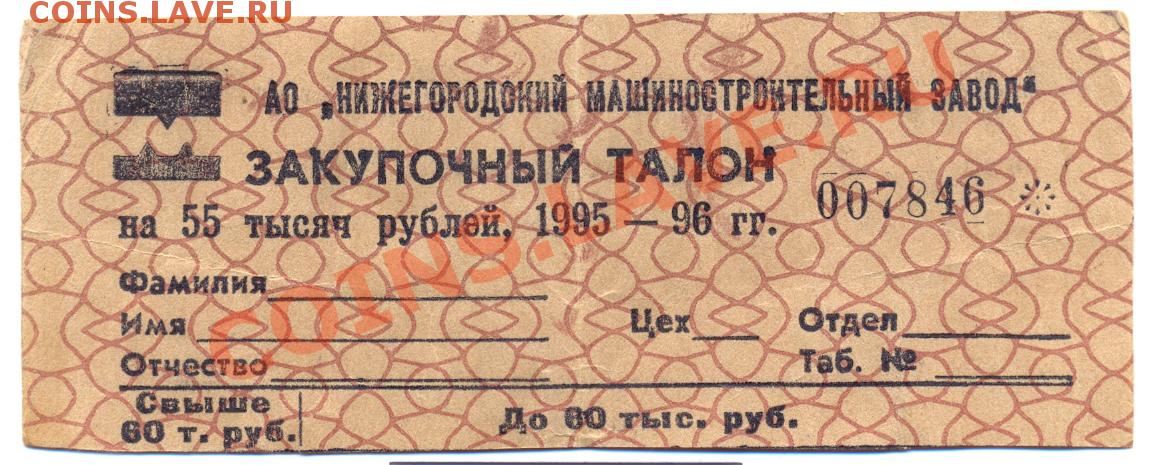 COINS.LAVE.RU
АО „НИЖЕГОРОДСКИЙ МАШИНОСТРОИТЕЛЬНЫЙ ЗАВОД“
ЗАКУПОЧНЫЙ ТАЛОН
на 55 тысяч рублей, 1995 — 96 гг.
007846
Фамилия
Имя
Цех
Отдел
Отчество
Таб. №
Свыше
60 т. руб.
До 60 тыс. руб.
COINS.LAVE.RU